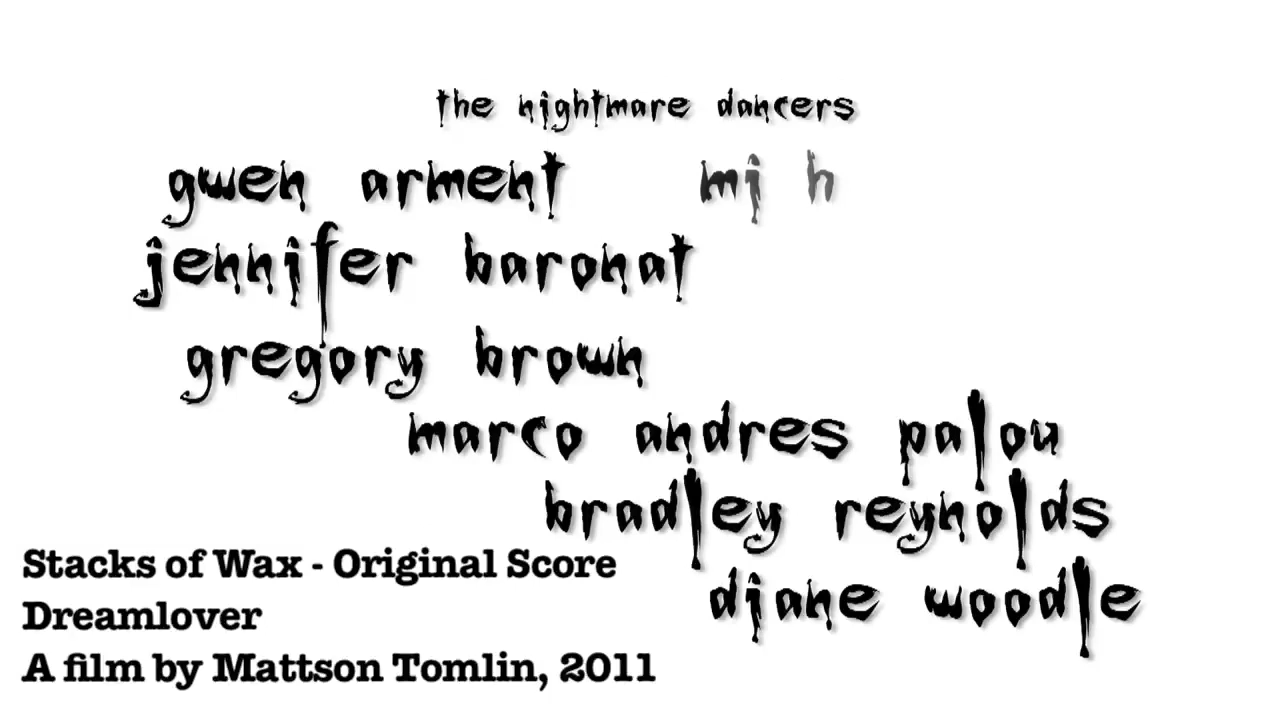 the nightmare dancers
gwen arment mi h
jennifer baronat
gregory brown
marco andres palou
bradley reynolds
diane woodle
Stacks of Wax - Original Score
Dreamlover
A film by Mattson Tomlin, 2011